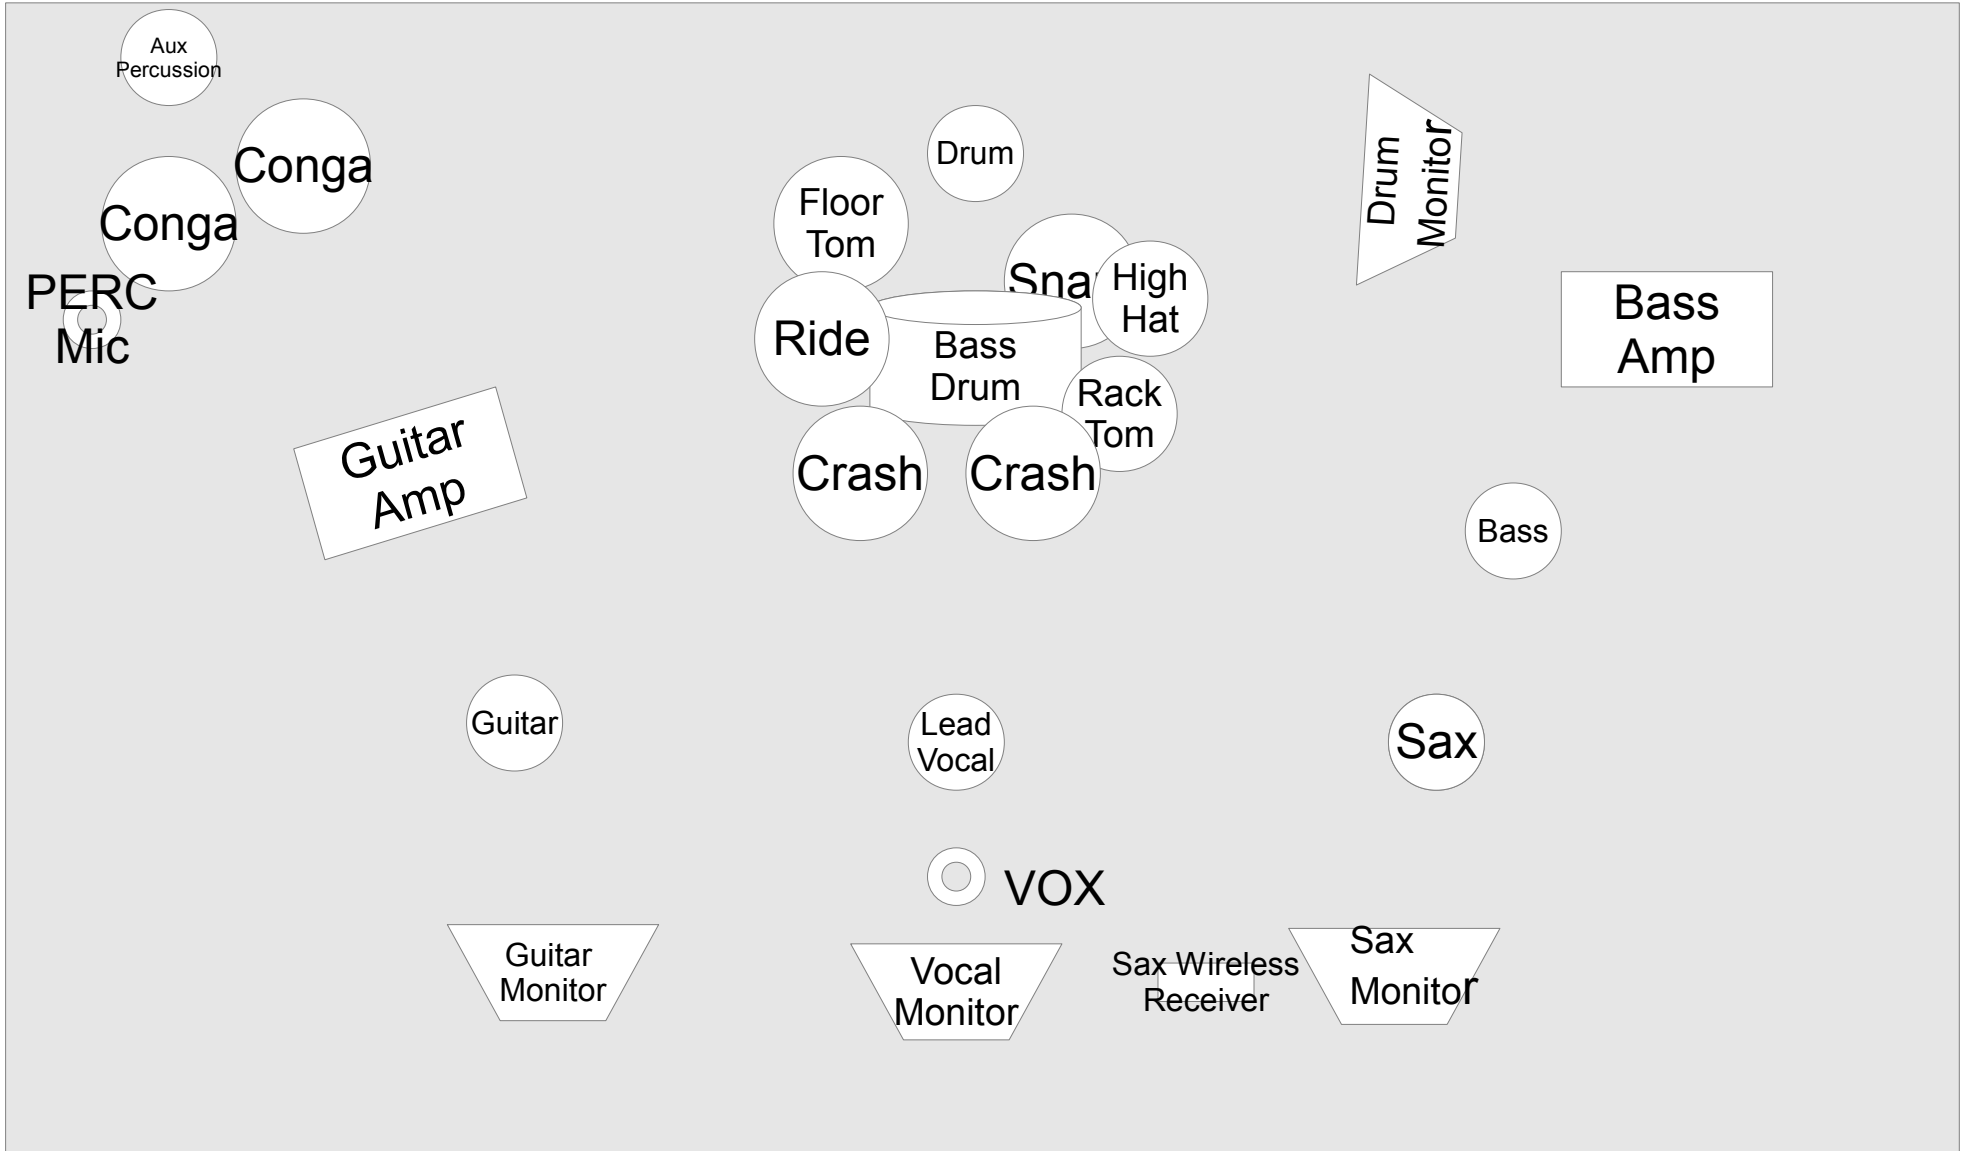 Aux
Percussion
Conga
Conga
PERC
Mic
Drum
Floor
Tom
Sna
High
Hat
Ride
Bass
Drum
Rack
Tom
Crash
Crash
Drum
Monitor
Bass
Amp
Guitar
Amp
Bass
Guitar
Lead
Vocal
Sax
VOX
Guitar
Monitor
Vocal
Monitor
Sax Wireless
Receiver
Sax
Monitor